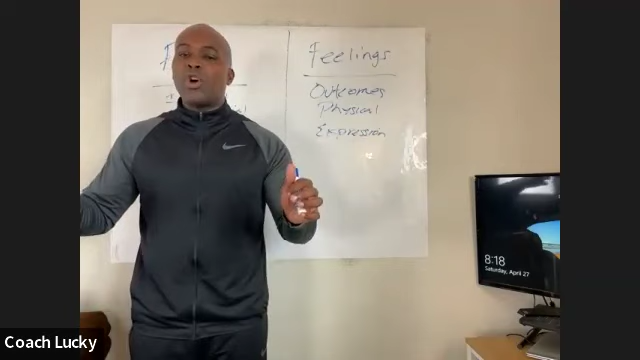 Feelings
Outcomes
Physical
Expression
8:18
Saturday, April 27
Coach Lucky